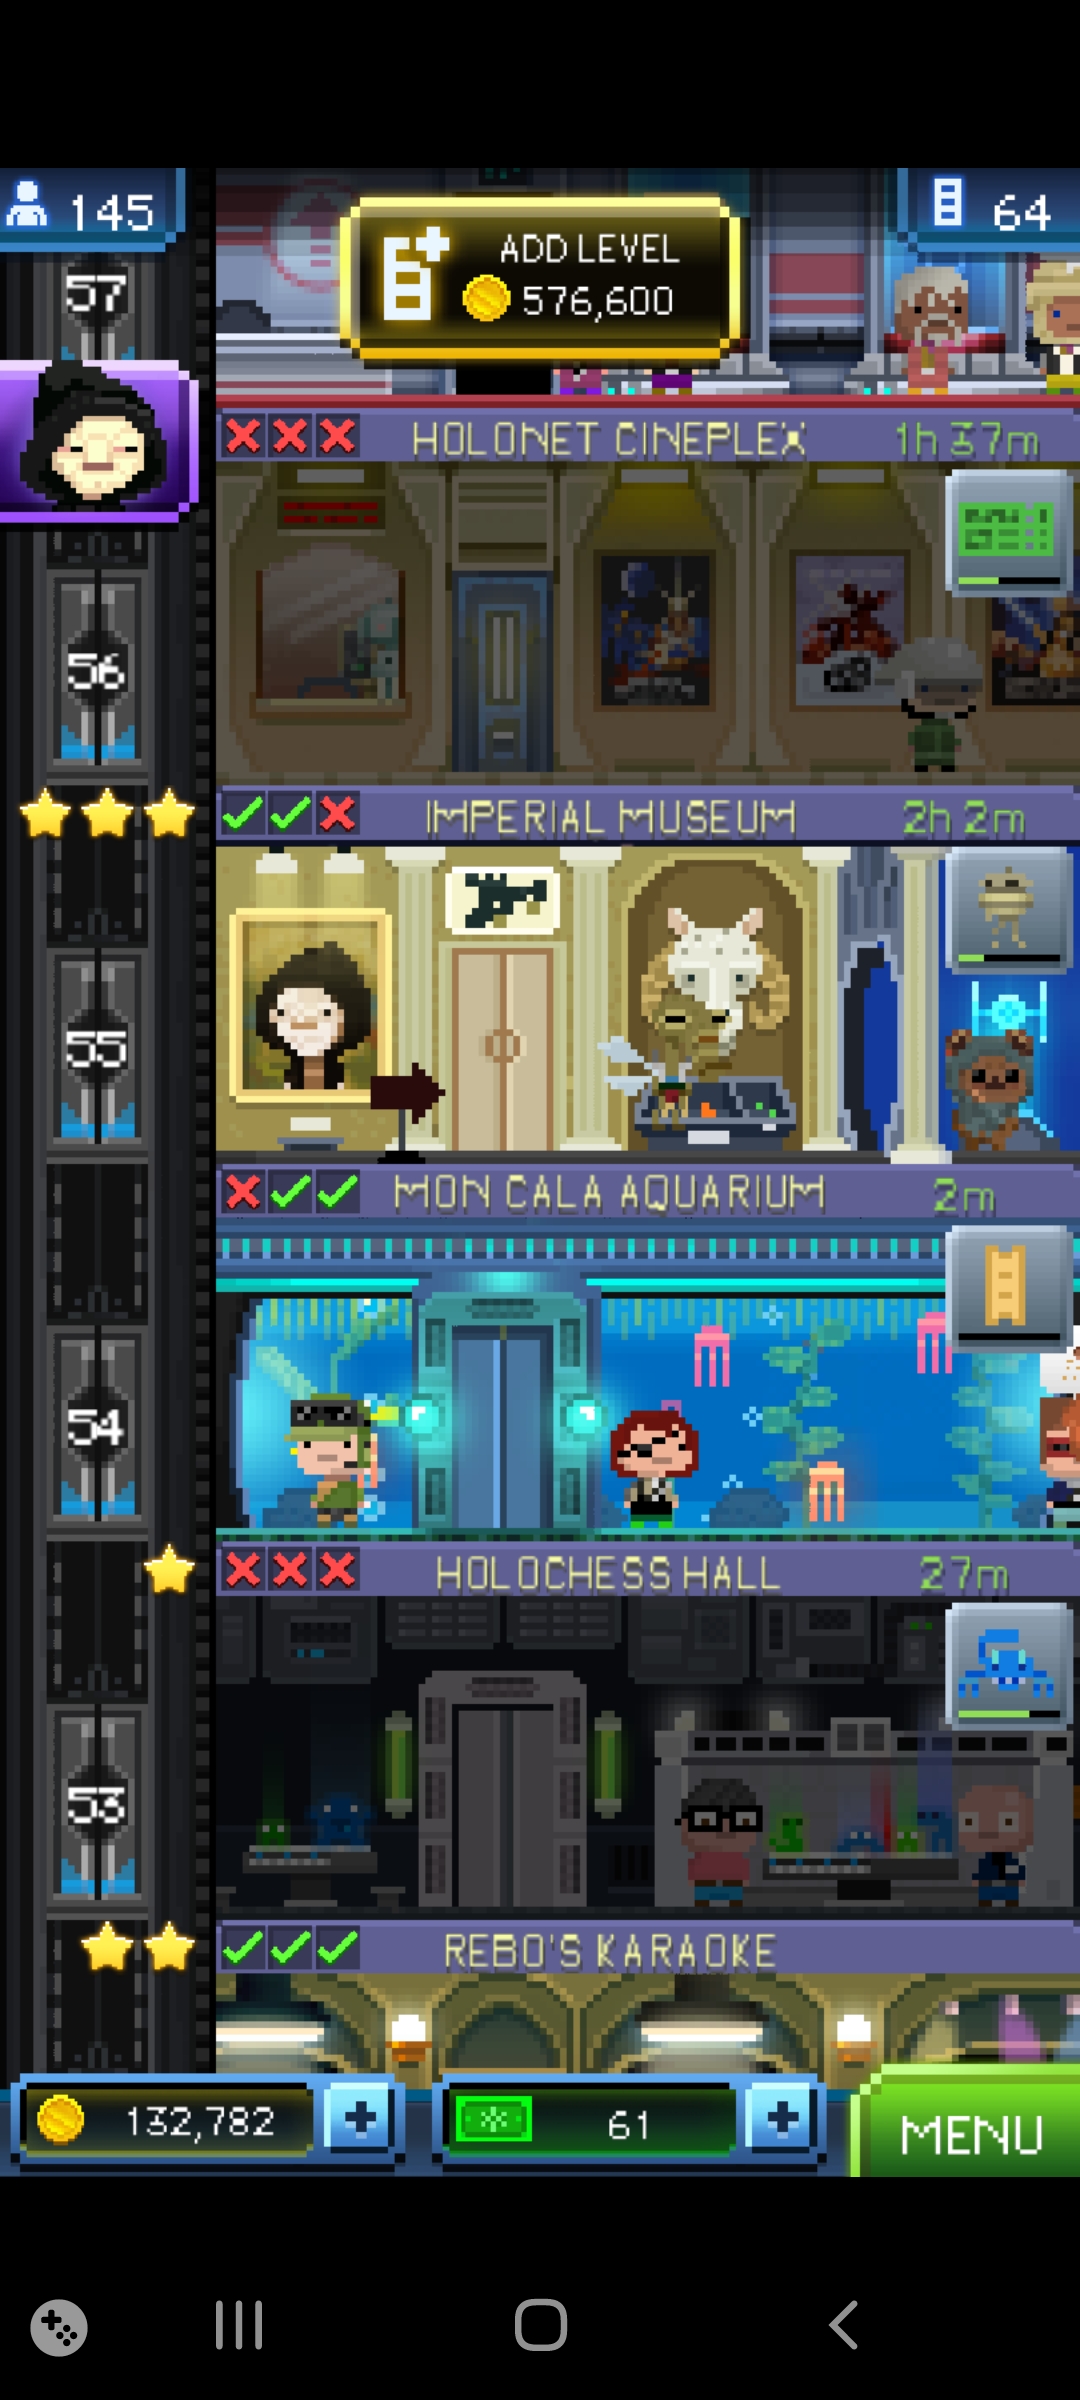 145
64
ADD LEVEL
576,600
57
HOLONET CINEPLEX 1h 37m
56
IMPERIAL MUSEUM 2h 2m
55
MON CALA AQUARIUM 2m
54
HOLOCHESS HALL 27m
53
REBO'S KARAOKE
132,782
61
MENU